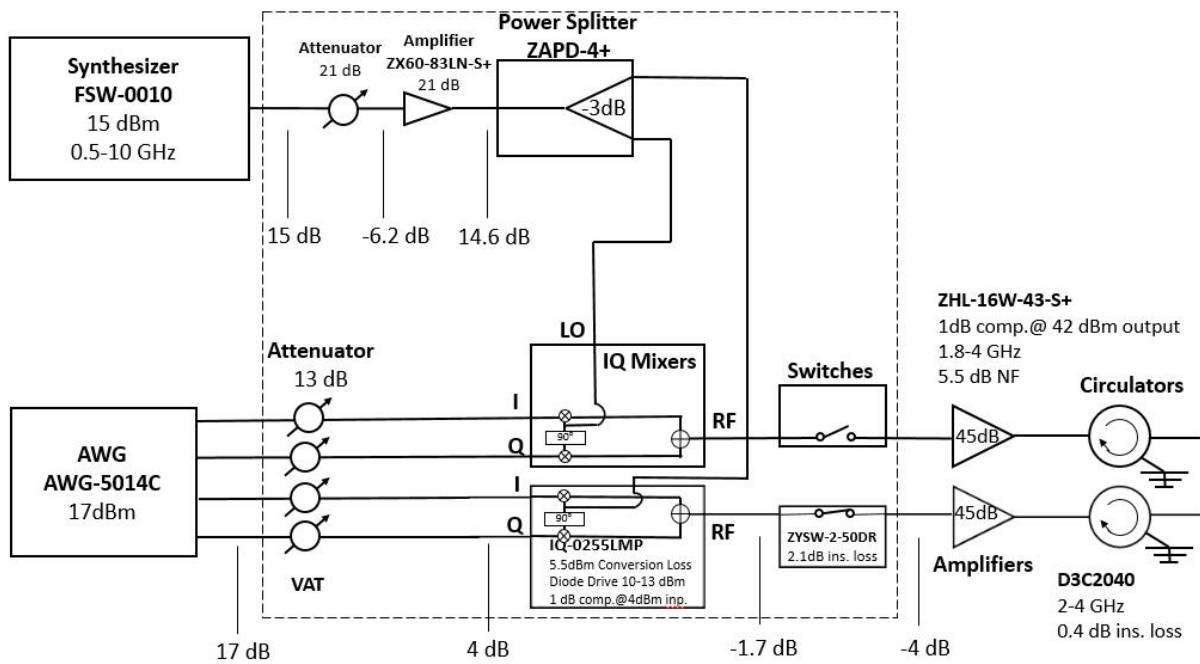 Synthesizer
FSW-0010
15 dBm
0.5-10 GHz
Attenuator
21 dB
Amplifier
ZX60-83LN-S+
21 dB
Power Splitter
ZAPD-4+
-3dB
15 dB
-6.2 dB
14.6 dB
AWG
AWG-5014C
17dBm
Attenuator
13 dB
VAT
LO
IQ Mixers
I
Q
90°
RF
I
Q
90°
RF
IQ-0255LMP
5.5dBm Conversion Loss
Diode Drive 10-13 dBm
1 dB comp.@4dBm inp.
Switches
ZYSW-2-50DR
2.1dB ins. loss
ZHL-16W-43-S+
1dB comp.@ 42 dBm output
1.8-4 GHz
5.5 dB NF
45dB
45dB
Amplifiers
Circulators
D3C2040
2-4 GHz
0.4 dB ins. loss
17 dB
4 dB
-1.7 dB
-4 dB